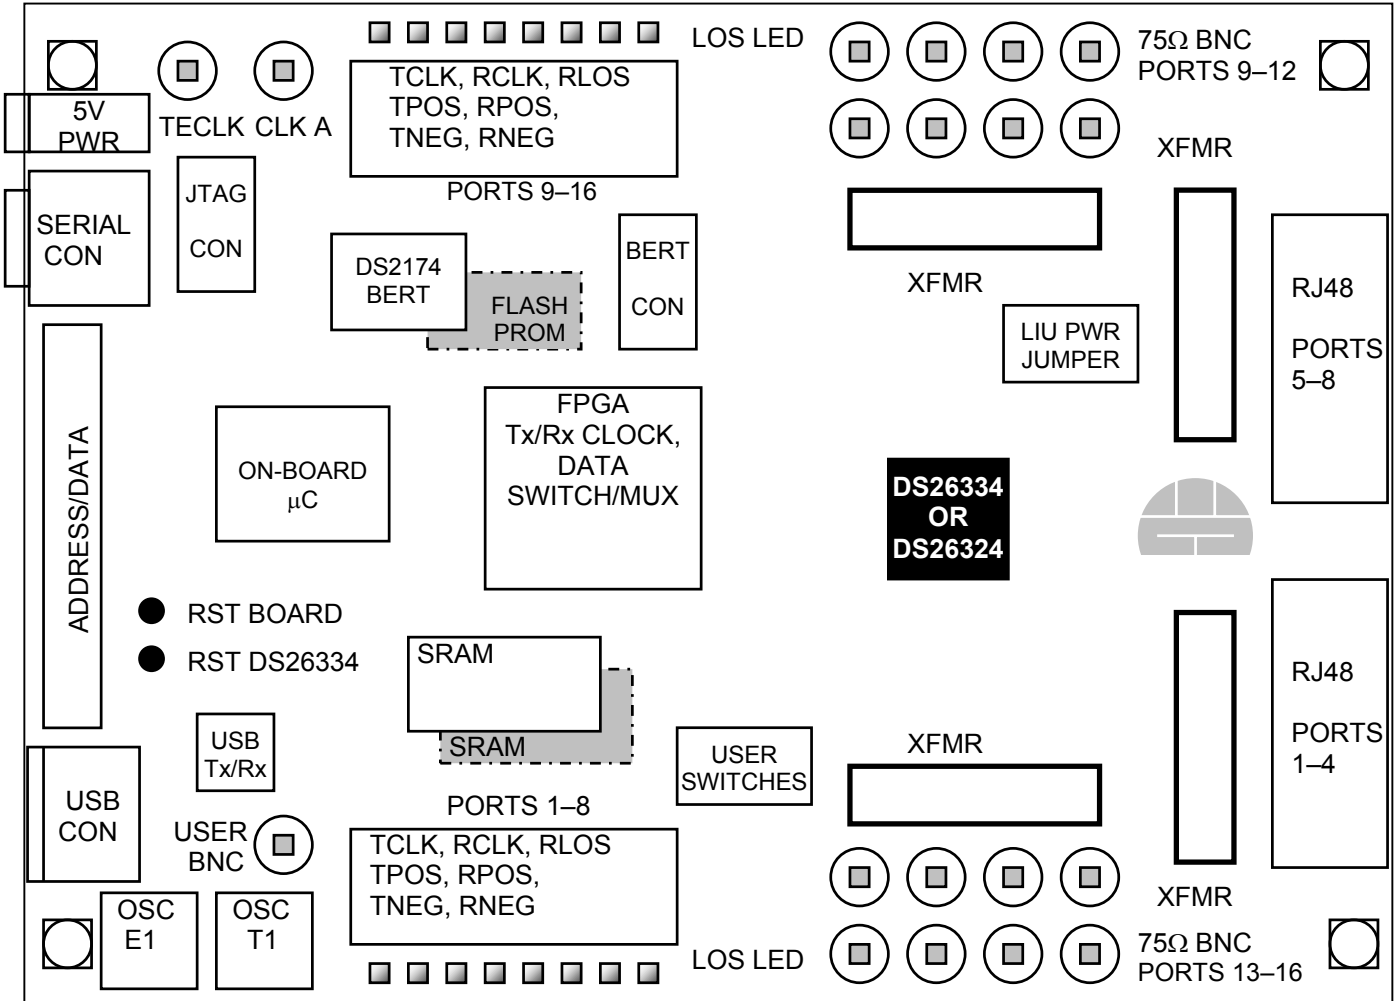 LOS LED
75Ω BNC
PORTS 9–12
5V
PWR
TECLK
CLK A
TCLK, RCLK, RLOS
TPOS, RPOS,
TNEG, RNEG
PORTS 9–16
XFMR
JTAG
CON
SERIAL
CON
DS2174
BERT
FLASH
PROM
BERT
CON
XFMR
RJ48
PORTS
5–8
LIU PWR
JUMPER
ADDRESS/DATA
ON-BOARD
μC
FPGA
Tx/Rx CLOCK,
DATA
SWITCH/MUX
DS26334
OR
DS26324
RST BOARD
RST DS26334
SRAM
SRAM
RJ48
PORTS
1–4
USB
Tx/Rx
USER
SWITCHES
XFMR
USB
CON
USER
BNC
PORTS 1–8
TCLK, RCLK, RLOS
TPOS, RPOS,
TNEG, RNEG
XFMR
OSC
E1
OSC
T1
LOS LED
75Ω BNC
PORTS 13–16